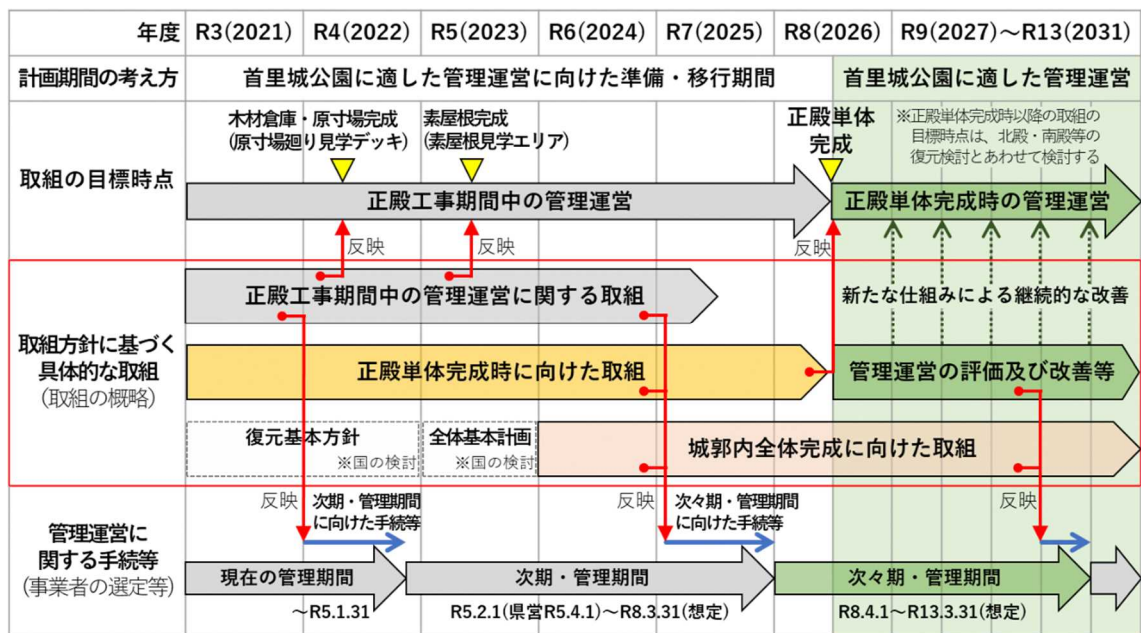 年度 R3(2021) R4(2022) R5(2023) R6(2024) R7(2025) R8(2026) R9(2027)～R13(2031)
計画期間の考え方 首里城公園に適した管理運営に向けた準備・移行期間 首里城公園に適した管理運営
取組の目標時点
木材倉庫・原寸場完成
(原寸場廻り見学デッキ)
素屋根完成
(素屋根見学エリア)
正殿単体
完成
※正殿単体完成時以降の取組の
目標時点は、北殿・南殿等の
復元検討とあわせて検討する
正殿工事期間中の管理運営
正殿単体完成時の管理運営
反映
反映
反映
取組方針に基づく
具体的な取組
(取組の概略)
正殿工事期間中の管理運営に関する取組
新たな仕組みによる継続的な改善
正殿単体完成時に向けた取組
管理運営の評価及び改善等
復元基本方針
※国の検討
全体基本計画
※国の検討
城郭内全体完成に向けた取組
管理運営に
関する手続等
(事業者の選定等)
反映
次期・管理期間
に向けた手続等
反映
次々期・管理期間
に向けた手続等
反映
現在の管理期間
次期・管理期間
次々期・管理期間
～R5.1.31
R5.2.1(県営R5.4.1)～R8.3.31(想定)
R8.4.1～R13.3.31(想定)